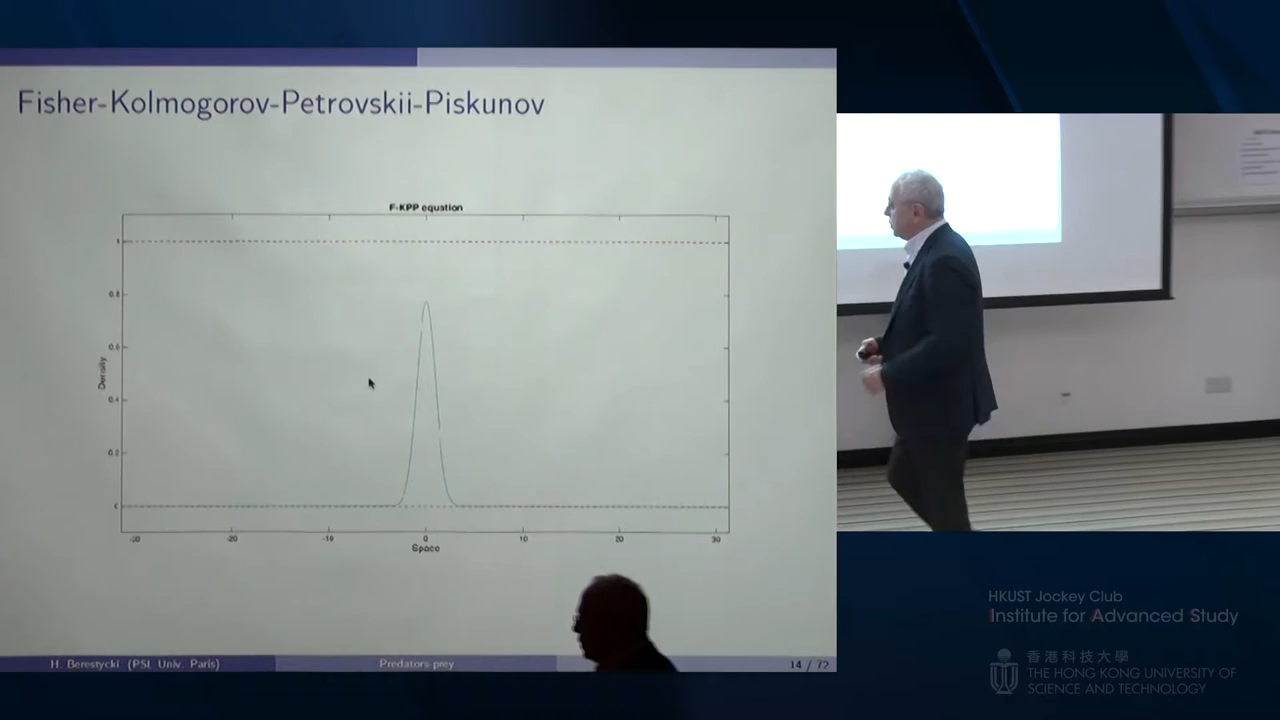 Fisher-Kolmogorov-Petrovskii-Piskunov
F-KPP equation
1
0.8
0.6
0.4
0.2
Density
-20
-10
0
10
20
30
Space
H. Berestycki (PSL Univ. Paris)
Predators-prey
14 / 72
HKUST Jockey Club
Institute for Advanced Study
香港科技大學
THE HONG KONG UNIVERSITY OF
SCIENCE AND TECHNOLOGY